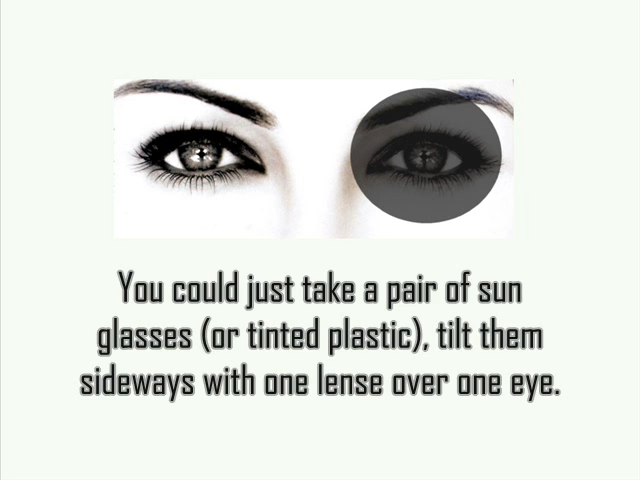 You could just take a pair of sun
glasses (or tinted plastic), tilt them
sideways with one lense over one eye.